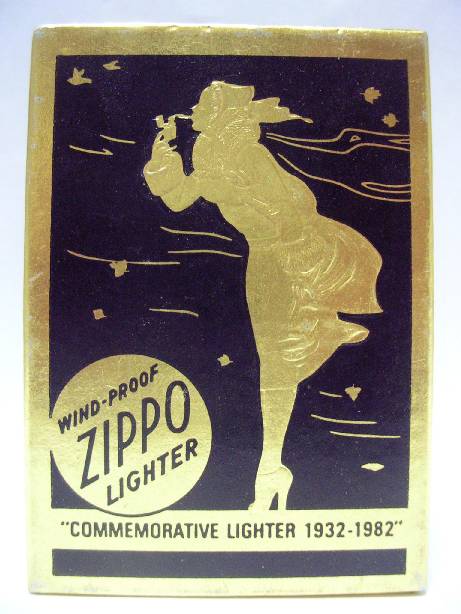 WIND-PROOF
ZIPPO
LIGHTER
"COMMEMORATIVE LIGHTER 1932-1982"